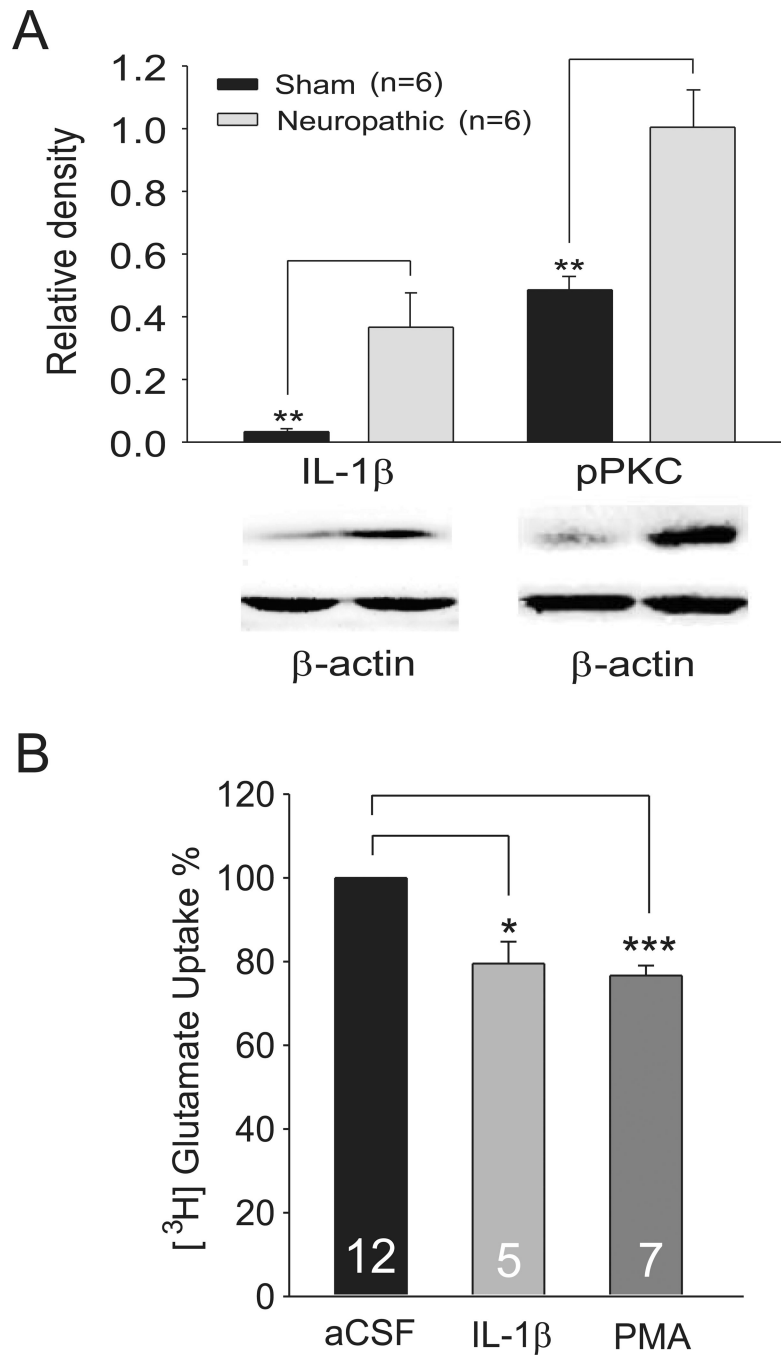 A
1.2
1.0
0.8
0.6
0.4
0.2
0.0
Relative density
Sham (n=6)
Neuropathic (n=6)
**
**
IL-1β
pPKC
β-actin
β-actin
B
120
100
80
60
40
20
0
[³H] Glutamate Uptake %
*
***
12
5
7
aCSF
IL-1β
PMA